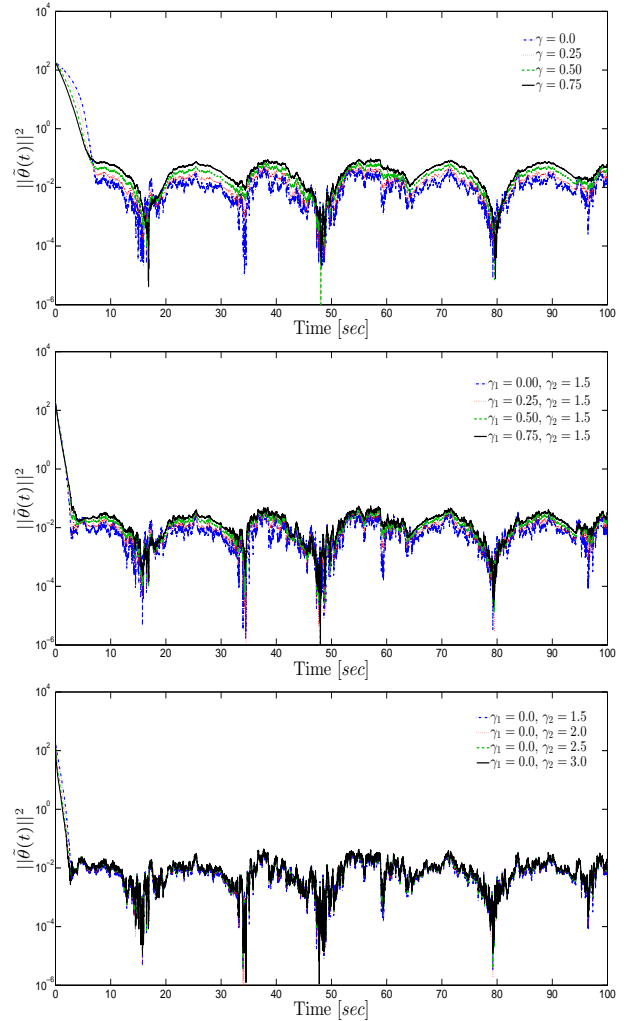 10^4
10^2
10^0
10^-2
10^-4
10^-6
||θ̃(t)||^2
γ = 0.0
γ = 0.25
γ = 0.50
γ = 0.75
0 10 20 30 40 50 60 70 80 90 100
Time [sec]
10^4
10^2
10^0
10^-2
10^-4
10^-6
||θ̃(t)||^2
γ₁ = 0.00, γ₂ = 1.5
γ₁ = 0.25, γ₂ = 1.5
γ₁ = 0.50, γ₂ = 1.5
γ₁ = 0.75, γ₂ = 1.5
0 10 20 30 40 50 60 70 80 90 100
Time [sec]
10^4
10^2
10^0
10^-2
10^-4
10^-6
||θ̃(t)||^2
γ₁ = 0.0, γ₂ = 1.5
γ₁ = 0.0, γ₂ = 2.0
γ₁ = 0.0, γ₂ = 2.5
γ₁ = 0.0, γ₂ = 3.0
0 10 20 30 40 50 60 70 80 90 100
Time [sec]